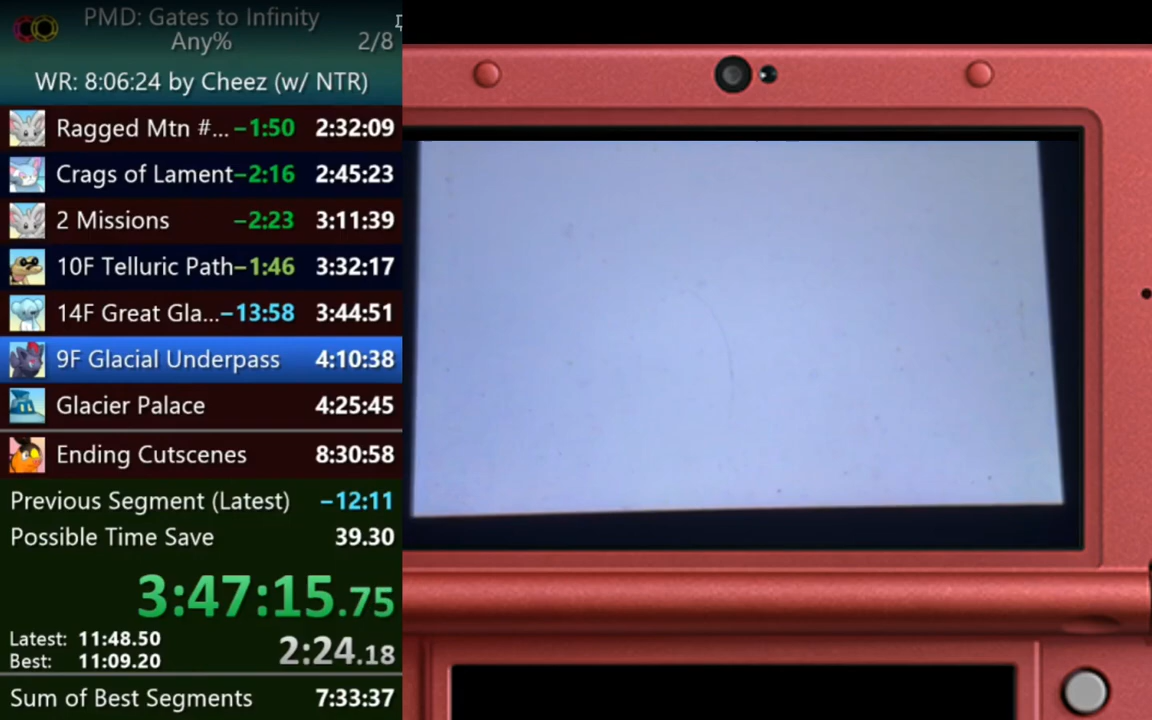 PMD: Gates to Infinity
Any% 2/8
WR: 8:06:24 by Cheez (w/ NTR)
Ragged Mtn #... −1:50 2:32:09
Crags of Lament −2:16 2:45:23
2 Missions −2:23 3:11:39
10F Telluric Path −1:46 3:32:17
14F Great Gla... −13:58 3:44:51
9F Glacial Underpass 4:10:38
Glacier Palace 4:25:45
Ending Cutscenes 8:30:58
Previous Segment (Latest) −12:11
Possible Time Save 39.30
3:47:15.75
Latest: 11:48.50
Best: 11:09.20 2:24.18
Sum of Best Segments 7:33:37